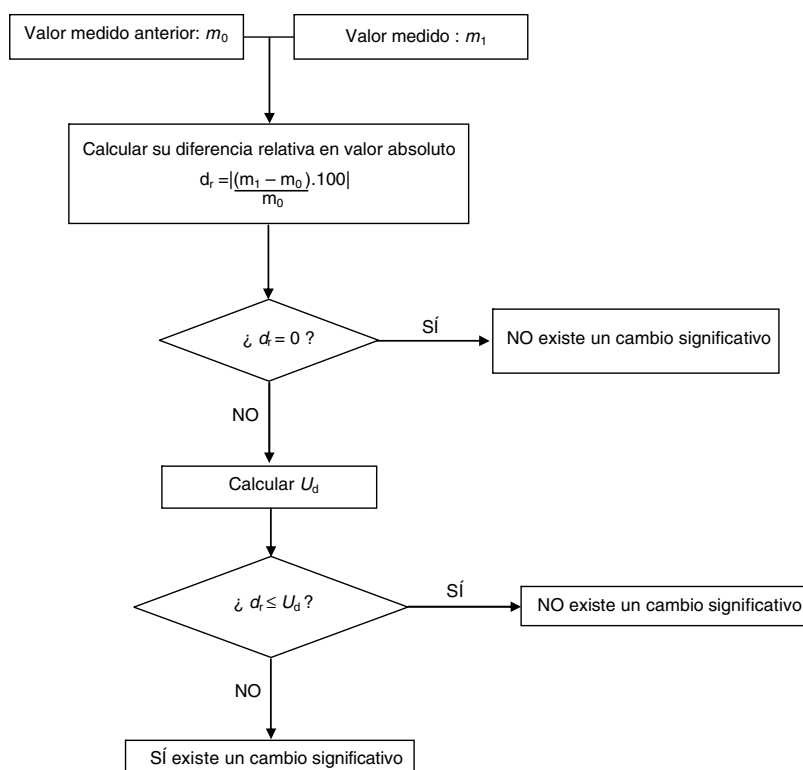 Valor medido anterior: m₀
Valor medido : m₁
Calcular su diferencia relativa en valor absoluto
dᵣ =|(m₁ – m₀).100|
m₀
¿ dᵣ = 0 ?
SÍ
NO existe un cambio significativo
NO
Calcular U_d
¿ dᵣ ≤ U_d ?
SÍ
NO existe un cambio significativo
NO
SÍ existe un cambio significativo